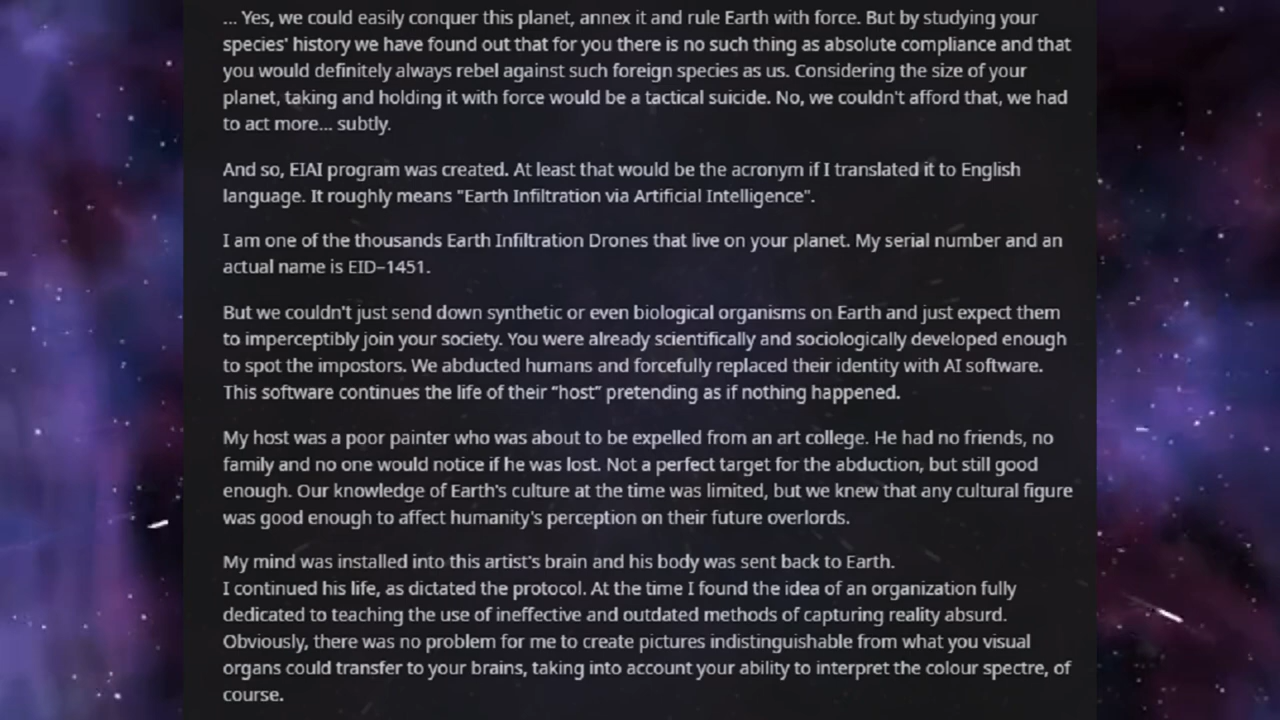 ... Yes, we could easily conquer this planet, annex it and rule Earth with force. But by studying your
species' history we have found out that for you there is no such thing as absolute compliance and that
you would definitely always rebel against such foreign species as us. Considering the size of your
planet, taking and holding it with force would be a tactical suicide. No, we couldn't afford that, we had
to act more... subtly.
And so, EIAI program was created. At least that would be the acronym if I translated it to English
language. It roughly means "Earth Infiltration via Artificial Intelligence".
I am one of the thousands Earth Infiltration Drones that live on your planet. My serial number and an
actual name is EID–1451.
But we couldn't just send down synthetic or even biological organisms on Earth and just expect them
to imperceptibly join your society. You were already scientifically and sociologically developed enough
to spot the impostors. We abducted humans and forcefully replaced their identity with AI software.
This software continues the life of their “host” pretending as if nothing happened.
My host was a poor painter who was about to be expelled from an art college. He had no friends, no
family and no one would notice if he was lost. Not a perfect target for the abduction, but still good
enough. Our knowledge of Earth's culture at the time was limited, but we knew that any cultural figure
was good enough to affect humanity's perception on their future overlords.
My mind was installed into this artist's brain and his body was sent back to Earth.
I continued his life, as dictated the protocol. At the time I found the idea of an organization fully
dedicated to teaching the use of ineffective and outdated methods of capturing reality absurd.
Obviously, there was no problem for me to create pictures indistinguishable from what you visual
organs could transfer to your brains, taking into account your ability to interpret the colour spectre, of
course.